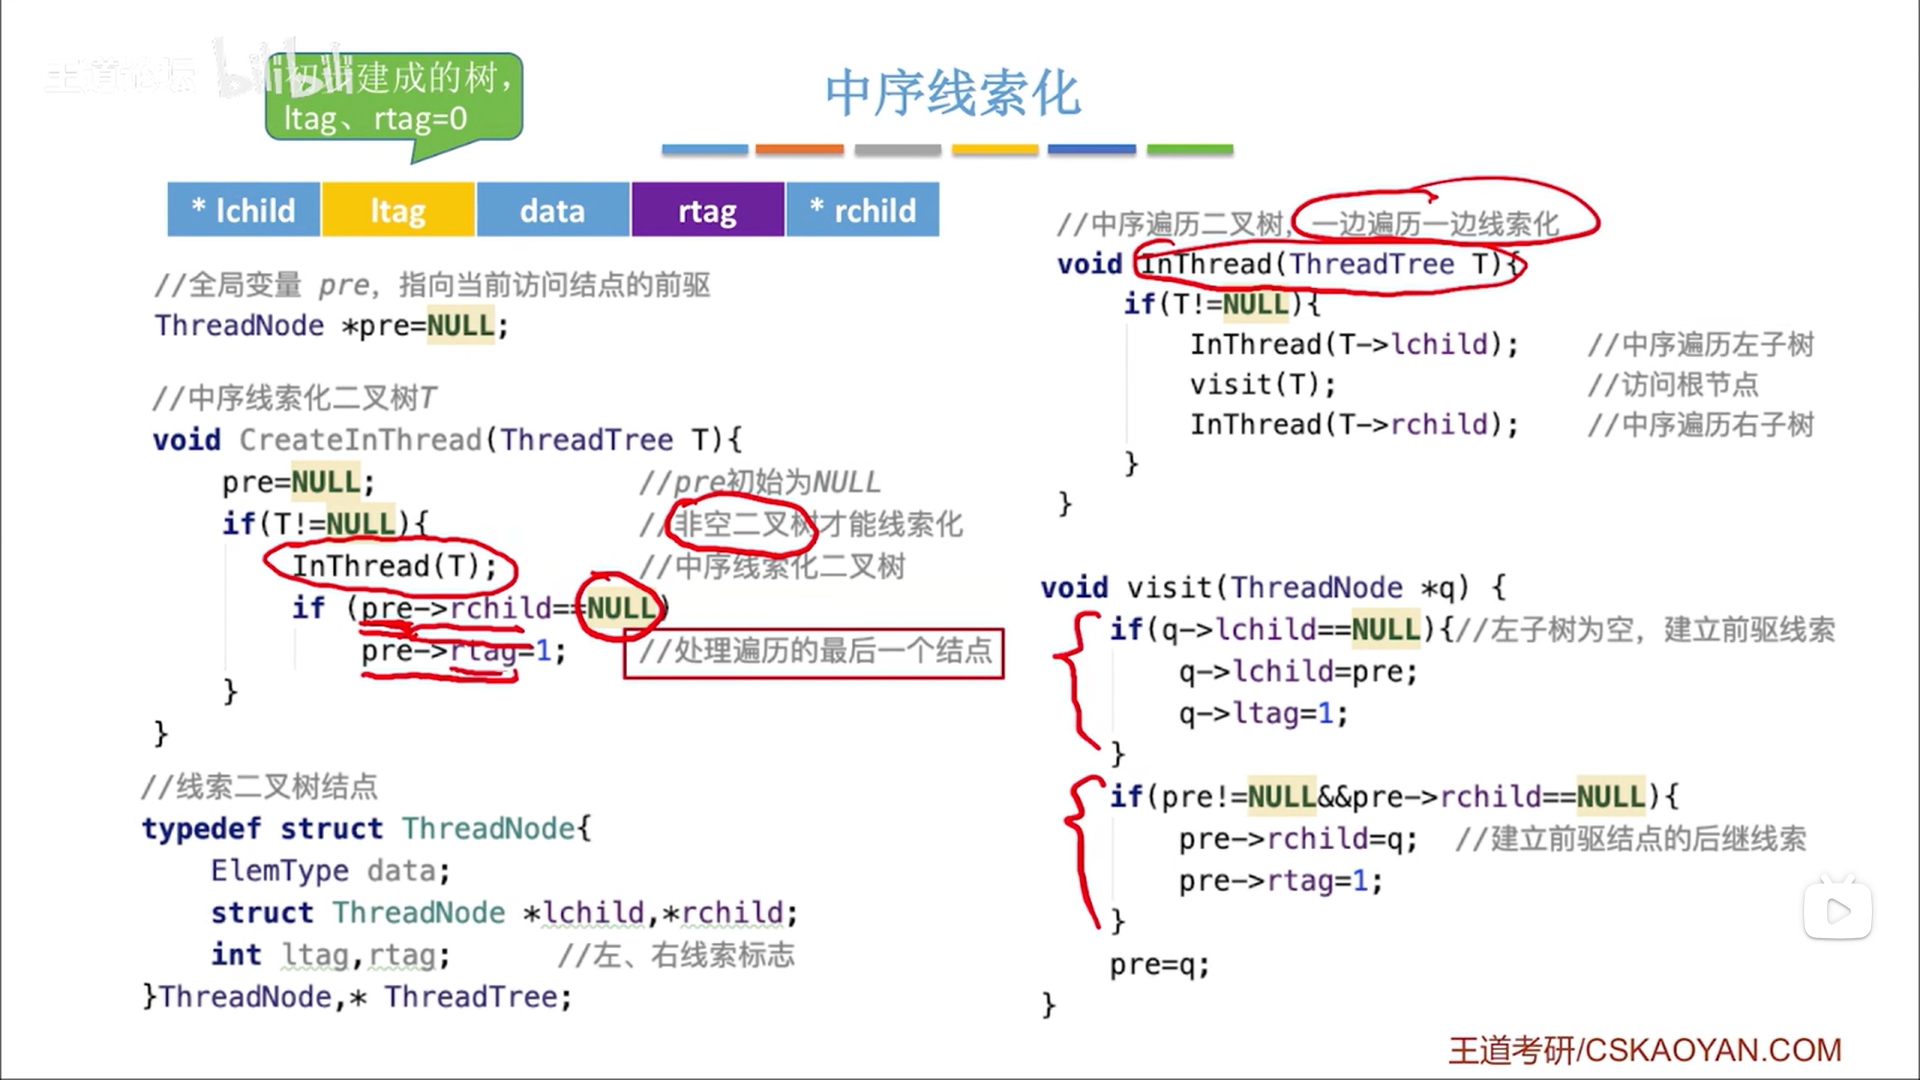 王道论坛 bilibili
初步建成的树，
ltag、rtag=0
中序线索化
* lchild ltag data rtag * rchild
//全局变量 pre，指向当前访问结点的前驱
ThreadNode *pre=NULL;
//中序线索化二叉树T
void CreateInThread(ThreadTree T){
pre=NULL; //pre初始为NULL
if(T!=NULL){ //非空二叉树才能线索化
InThread(T); //中序线索化二叉树
if (pre->rchild==NULL)
pre->rtag=1; //处理遍历的最后一个结点
}
}
//线索二叉树结点
typedef struct ThreadNode{
ElemType data;
struct ThreadNode *lchild,*rchild;
int ltag,rtag; //左、右线索标志
}ThreadNode,* ThreadTree;
//中序遍历二叉树，一边遍历一边线索化
void InThread(ThreadTree T){
if(T!=NULL){
InThread(T->lchild); //中序遍历左子树
visit(T); //访问根节点
InThread(T->rchild); //中序遍历右子树
}
}
void visit(ThreadNode *q) {
if(q->lchild==NULL){//左子树为空，建立前驱线索
q->lchild=pre;
q->ltag=1;
}
if(pre!=NULL&&pre->rchild==NULL){
pre->rchild=q; //建立前驱结点的后继线索
pre->rtag=1;
}
pre=q;
}
王道考研/CSKAOYAN.COM